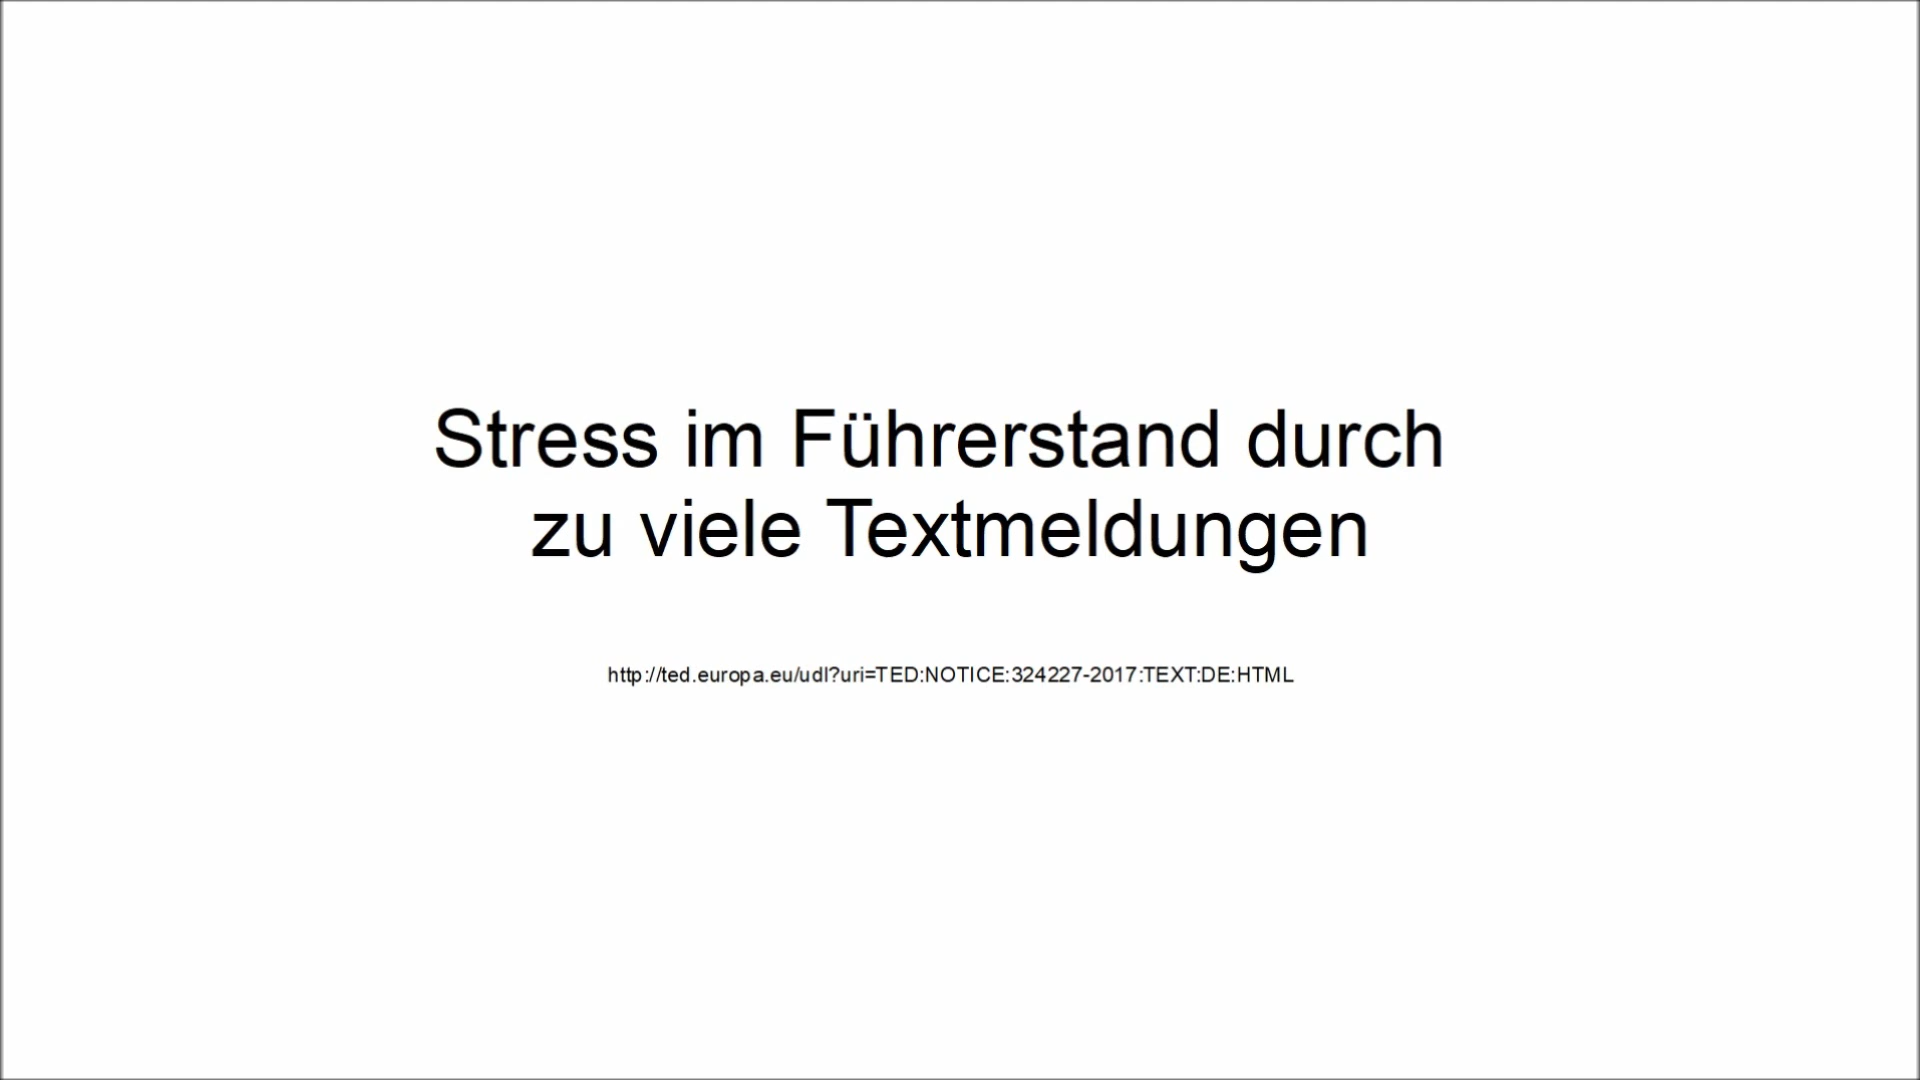 Stress im Führerstand durch
zu viele Textmeldungen
http://ted.europa.eu/udl?uri=TED:NOTICE:324227-2017:TEXT:DE:HTML